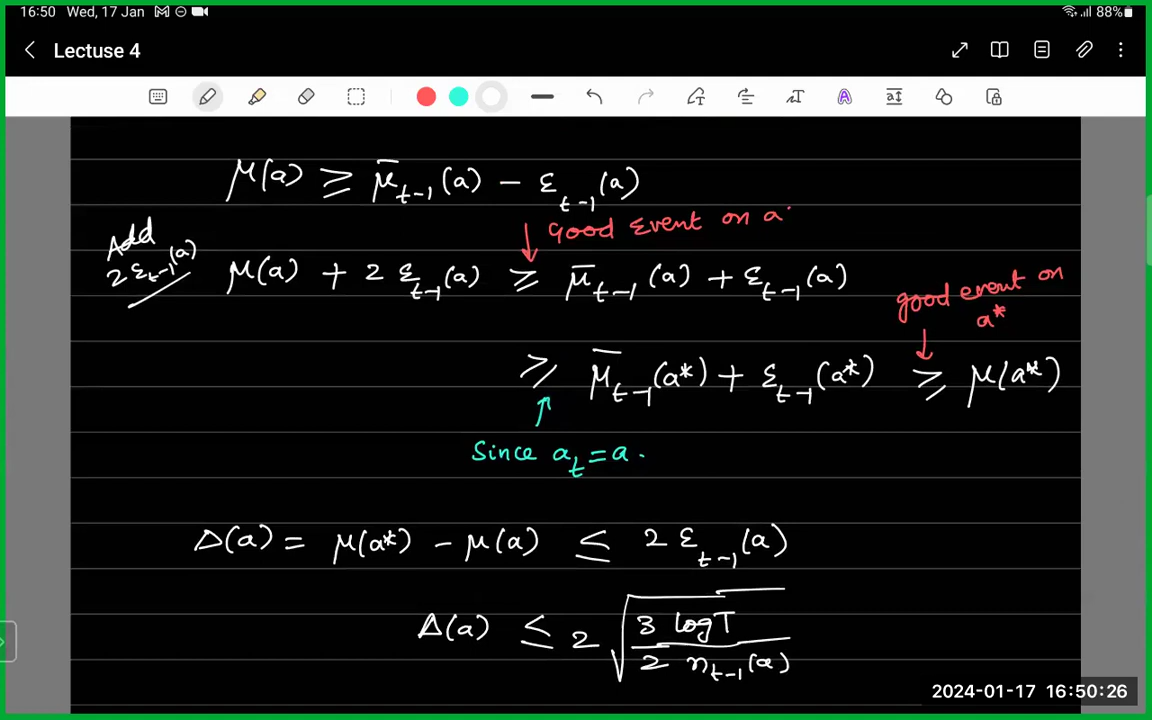 16:50 Wed, 17 Jan 88%
Lectuse 4
μ(a) ≥ μ̄_{t-1}(a) - ε_{t-1}(a)
good event on a
Add
2ε_{t-1}(a)
μ(a) + 2 ε_{t-1}(a) ≥ μ̄_{t-1}(a) + ε_{t-1}(a)
good event on
a*
≥ μ̄_{t-1}(a*) + ε_{t-1}(a*) ≥ μ(a*)
Since a_t = a.
Δ(a) = μ(a*) - μ(a) ≤ 2 ε_{t-1}(a)
Δ(a) ≤ 2 √(3 log T / 2 n_{t-1}(a))
2024-01-17 16:50:26